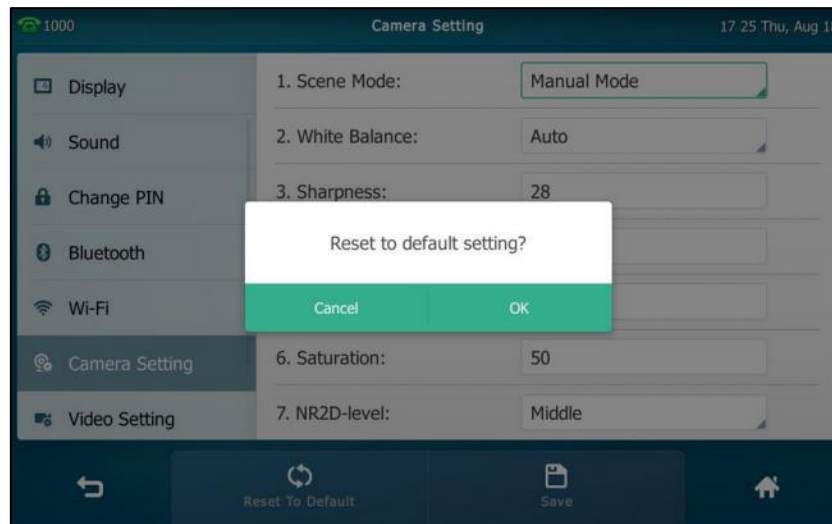 1000
Camera Setting
17 25 Thu, Aug 18
Display
Sound
Change PIN
Bluetooth
Wi-Fi
Camera Setting
Video Setting
1. Scene Mode: Manual Mode
2. White Balance: Auto
3. Sharpness: 28
Reset to default setting?
Cancel OK
6. Saturation: 50
7. NR2D-level: Middle
Reset To Default
Save